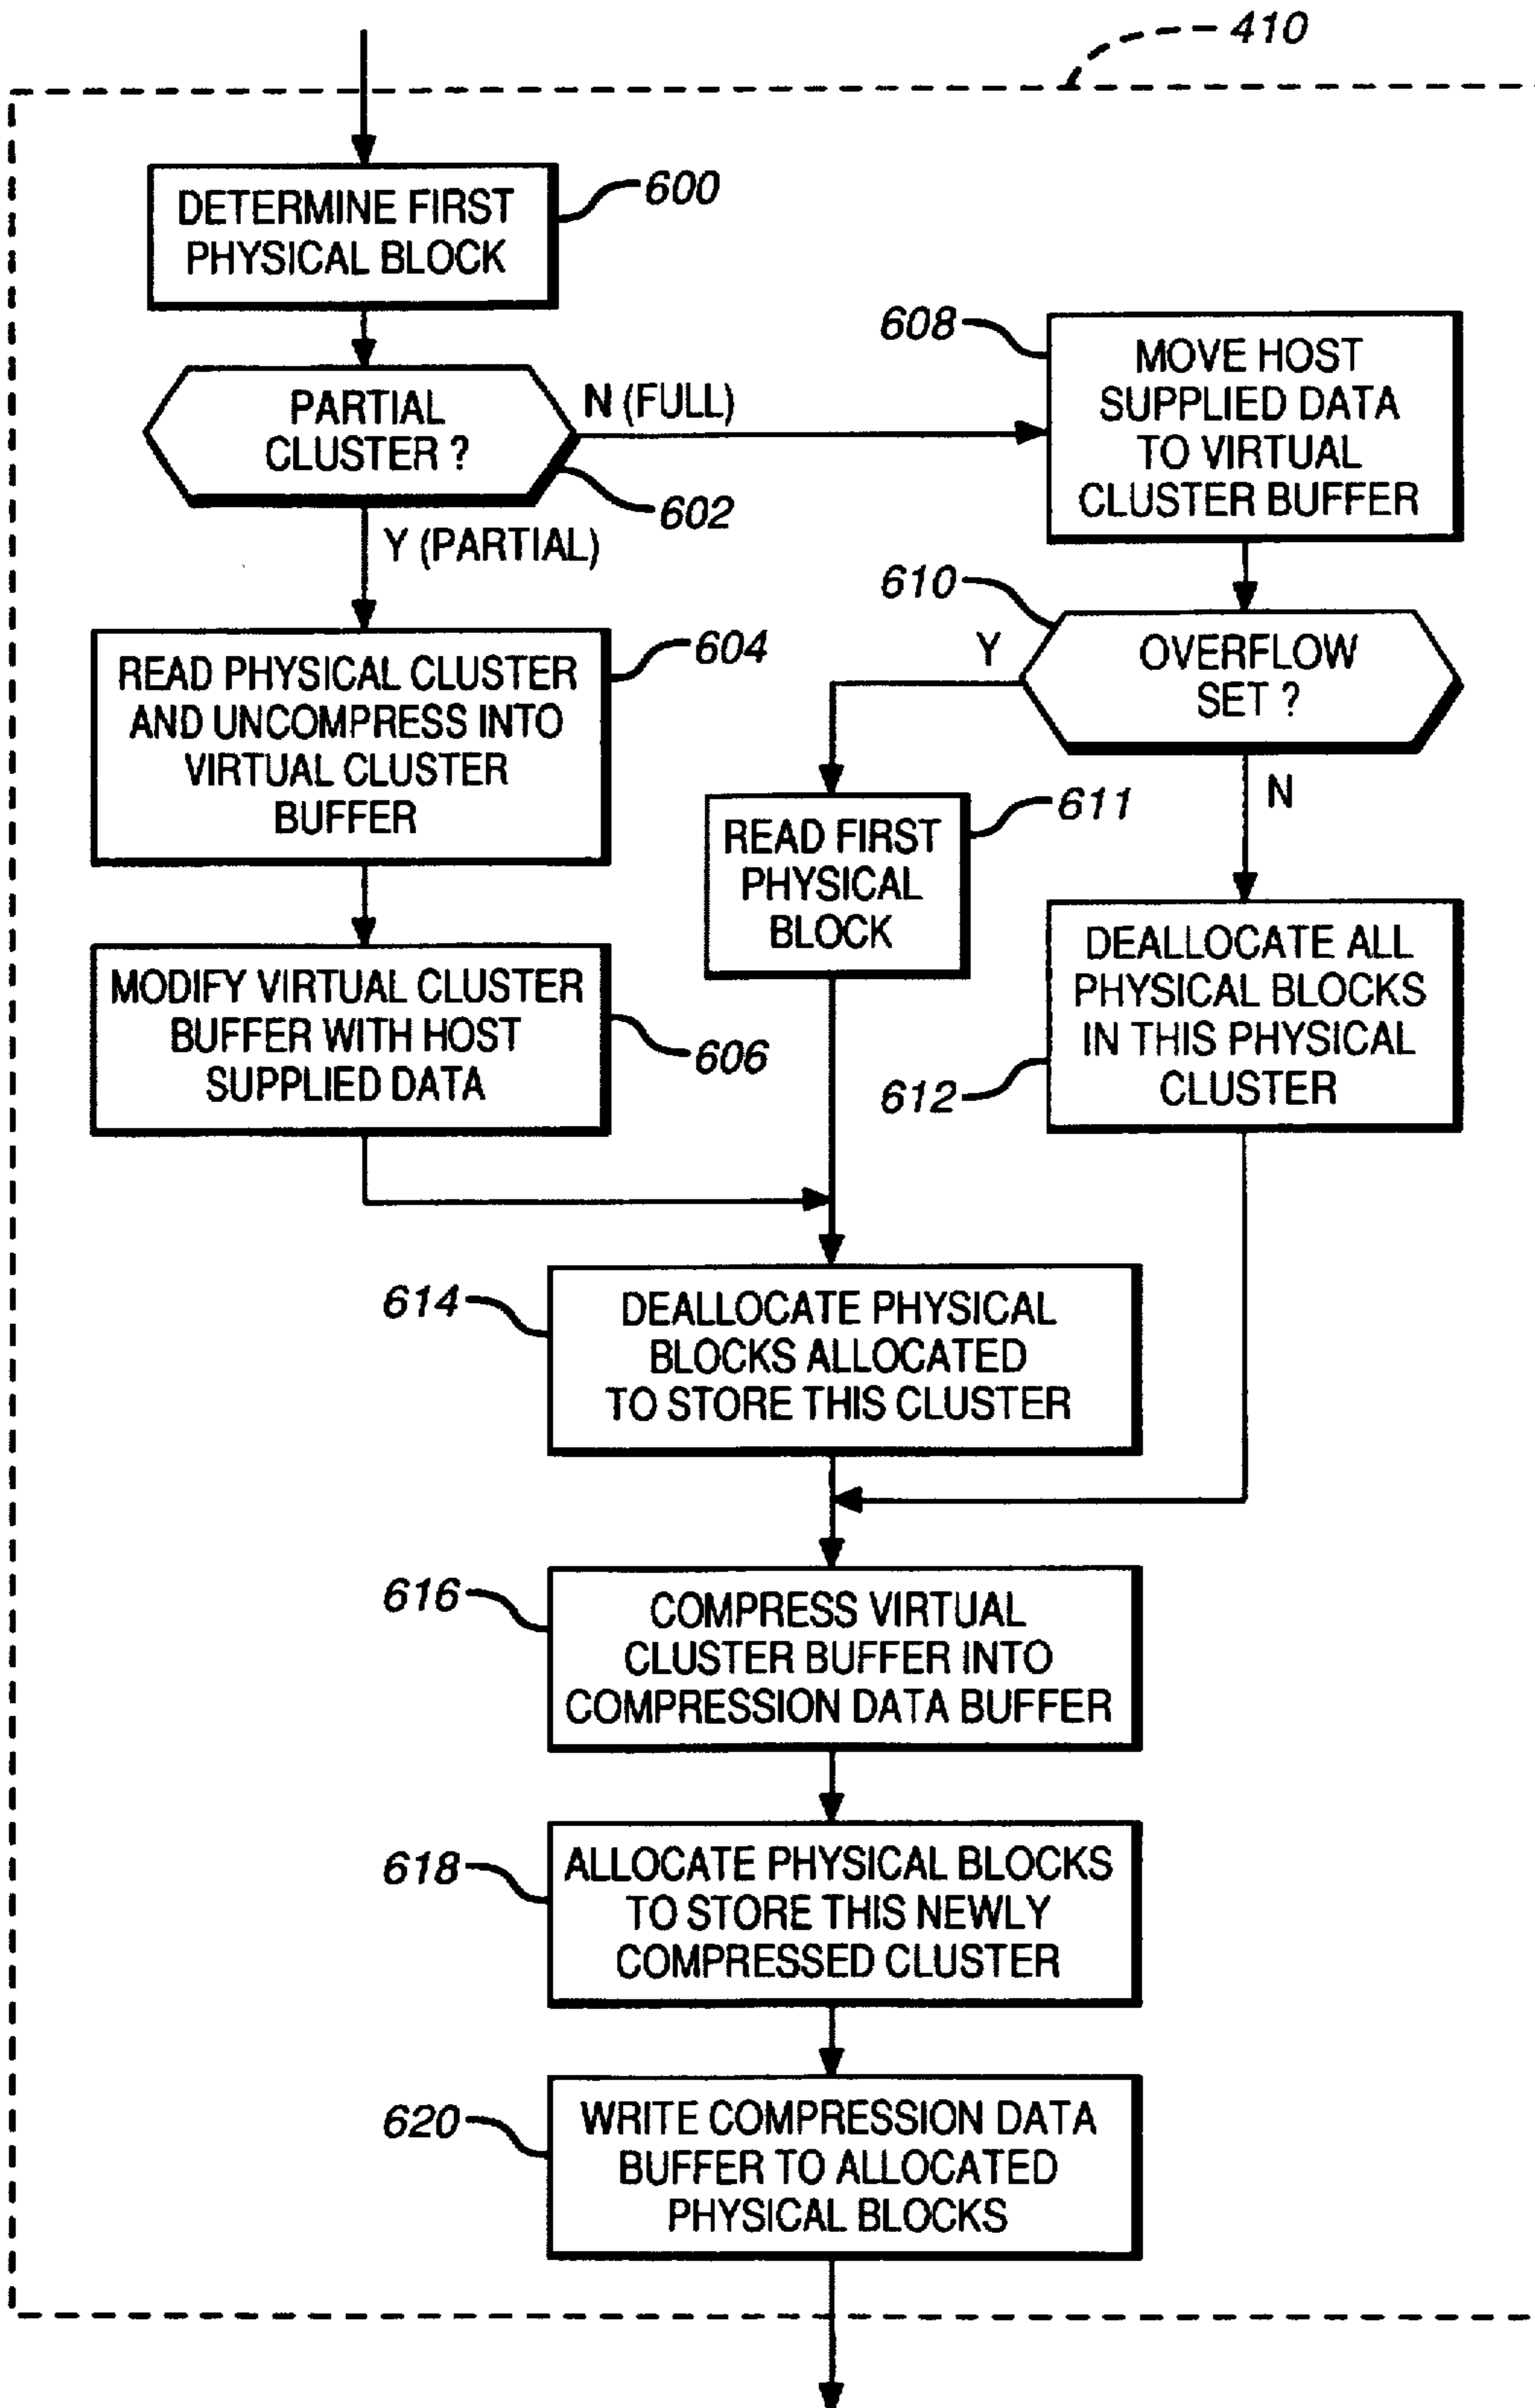 410
DETERMINE FIRST
PHYSICAL BLOCK
600
PARTIAL
CLUSTER ?
N (FULL)
602
Y (PARTIAL)
READ PHYSICAL CLUSTER
AND UNCOMPRESS INTO
VIRTUAL CLUSTER
BUFFER
604
MODIFY VIRTUAL CLUSTER
BUFFER WITH HOST
SUPPLIED DATA
606
608
MOVE HOST
SUPPLIED DATA
TO VIRTUAL
CLUSTER BUFFER
610
OVERFLOW
SET ?
Y
N
READ FIRST
PHYSICAL
BLOCK
611
DEALLOCATE ALL
PHYSICAL BLOCKS
IN THIS PHYSICAL
CLUSTER
612
614
DEALLOCATE PHYSICAL
BLOCKS ALLOCATED
TO STORE THIS CLUSTER
616
COMPRESS VIRTUAL
CLUSTER BUFFER INTO
COMPRESSION DATA BUFFER
618
ALLOCATE PHYSICAL BLOCKS
TO STORE THIS NEWLY
COMPRESSED CLUSTER
620
WRITE COMPRESSION DATA
BUFFER TO ALLOCATED
PHYSICAL BLOCKS